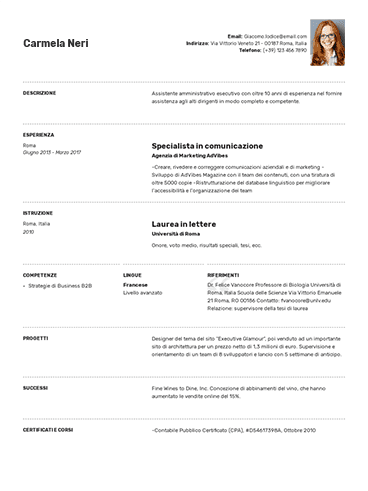 Carmela Neri
Email: Giacomo.lodice@email.com
Indirizzo: Via Vittorio Veneto 21 - 00187 Roma, Italia
Telefono: (+39) 123 456 7890
DESCRIZIONE
Assistente amministrativo esecutivo con oltre 10 anni di esperienza nel fornire
assistenza agli alti dirigenti in modo completo e competente.
ESPERIENZA
Roma
Giugno 2013 - Marzo 2017
Specialista in comunicazione
Agenzia di Marketing AdVibes
-Creare, rivedere e correggere comunicazioni aziendali e di marketing -
Sviluppo di AdVibes Magazine con il team dei contenuti, con una tiratura di
oltre 5000 copie -Ristrutturazione del database linguistico per migliorare
l'accessibilità e l'organizzazione del team
ISTRUZIONE
Roma, Italia
2010
Laurea in lettere
Università di Roma
Onore, voto medio, risultati speciali, tesi, ecc.
COMPETENZE
• Strategie di Business B2B
LINGUE
Francese
Livello avanzato
RIFERIMENTI
Dr. Felice Vanocore Professor di Biologia Università di
Roma, Italia Scuola delle Scienze Via Vittorio Emanuele
21 Roma, RO 00186 Contatto: fvanocore@unlv.edu
Relazione: supervisore della tesi di laurea
PROGETTI
Designer del tema del sito "Executive Glamour", poi venduto ad un importante
sito di architettura per un prezzo netto di 1,3 milioni di euro. Supervisione e
orientamento di un team di 8 sviluppatori e lancio con 5 settimane di anticipo.
SUCCESSI
Fine Wines to Dine, Inc. Concezione di abbinamenti del vino, che hanno
aumentato le vendite online del 15%.
CERTIFICATI E CORSI
-Contabile Pubblico Certificato (CPA), #D54617398A, Ottobre 2010